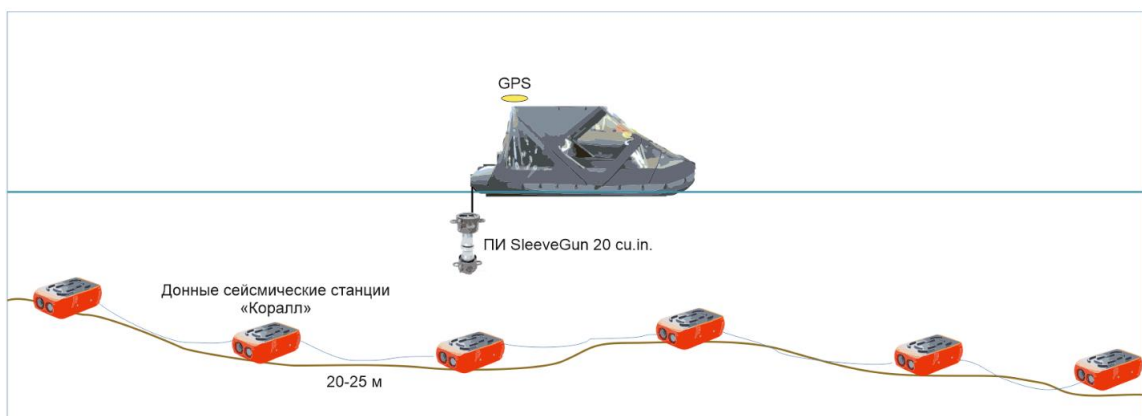 GPS
ПИ SleeveGun 20 cu.in.
Донные сейсмические станции
«Коралл»
20-25 м